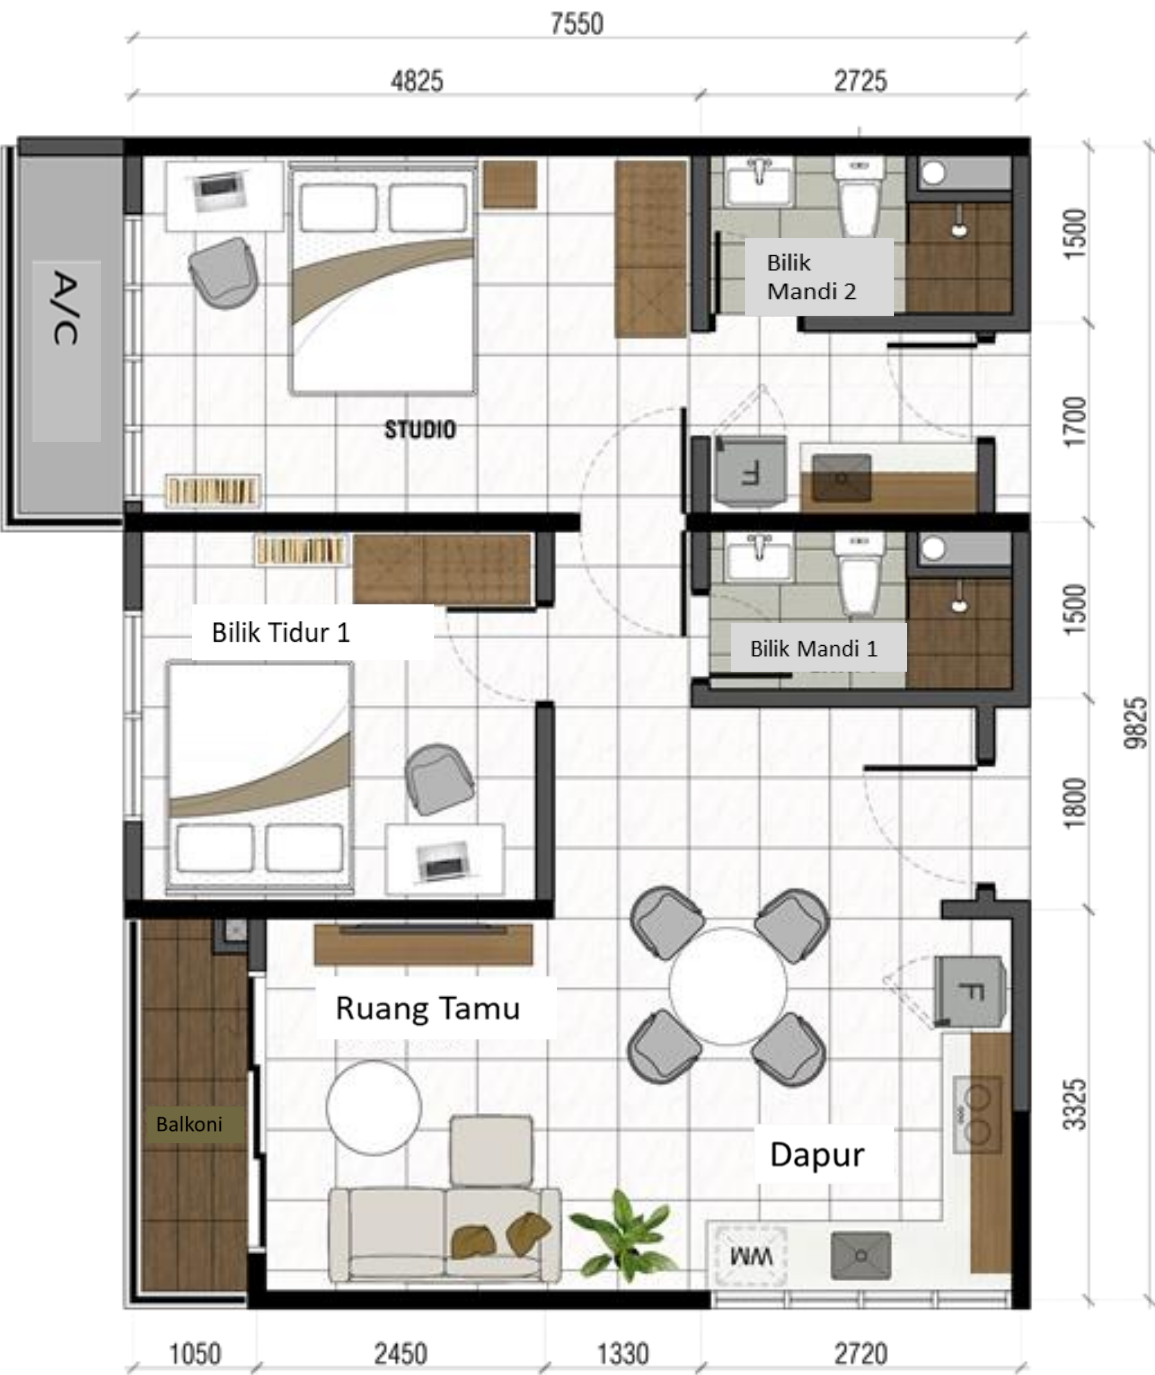 7550
4825
2725
A/C
Bilik
Mandi 2
1500
1700
STUDIO
F
Bilik Tidur 1
Bilik Mandi 1
1500
9825
1800
Ruang Tamu
F
Balkoni
Dapur
3325
WM
1050
2450
1330
2720